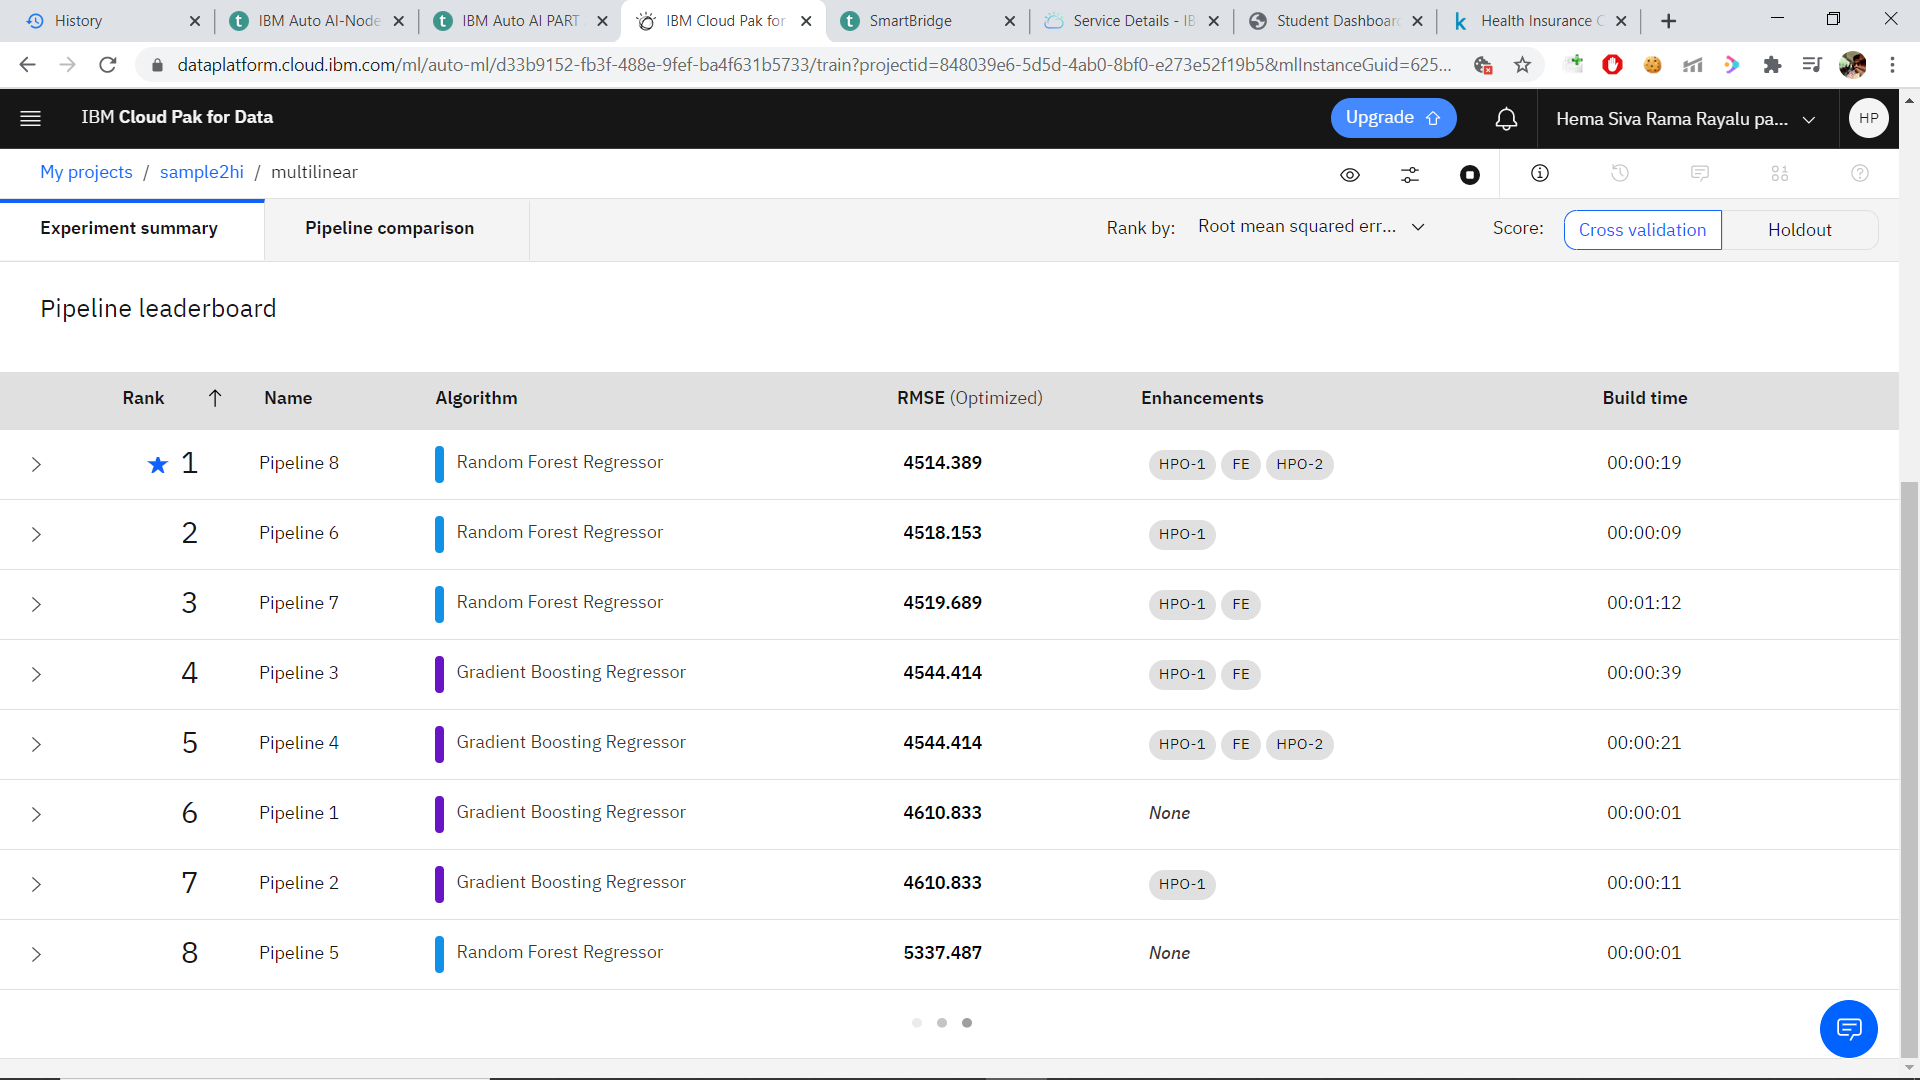 History
IBM Auto AI-Node
IBM Auto AI PART
IBM Cloud Pak for
SmartBridge
Service Details - IB
Student Dashboard
Health Insurance C
dataplatform.cloud.ibm.com/ml/auto-ml/d33b9152-fb3f-488e-9fef-ba4f631b5733/train?projectid=848039e6-5d5d-4ab0-8bf0-e273e52f19b5&mlInstanceGuid=625...
IBM Cloud Pak for Data
Upgrade
Hema Siva Rama Rayalu pa...
HP
My projects / sample2hi / multilinear
Experiment summary
Pipeline comparison
Rank by: Root mean squared err...
Score: Cross validation Holdout
Pipeline leaderboard
Rank Name Algorithm RMSE (Optimized) Enhancements Build time
1 Pipeline 8 Random Forest Regressor 4514.389 HPO-1 FE HPO-2 00:00:19
2 Pipeline 6 Random Forest Regressor 4518.153 HPO-1 00:00:09
3 Pipeline 7 Random Forest Regressor 4519.689 HPO-1 FE 00:01:12
4 Pipeline 3 Gradient Boosting Regressor 4544.414 HPO-1 FE 00:00:39
5 Pipeline 4 Gradient Boosting Regressor 4544.414 HPO-1 FE HPO-2 00:00:21
6 Pipeline 1 Gradient Boosting Regressor 4610.833 None 00:00:01
7 Pipeline 2 Gradient Boosting Regressor 4610.833 HPO-1 00:00:11
8 Pipeline 5 Random Forest Regressor 5337.487 None 00:00:01